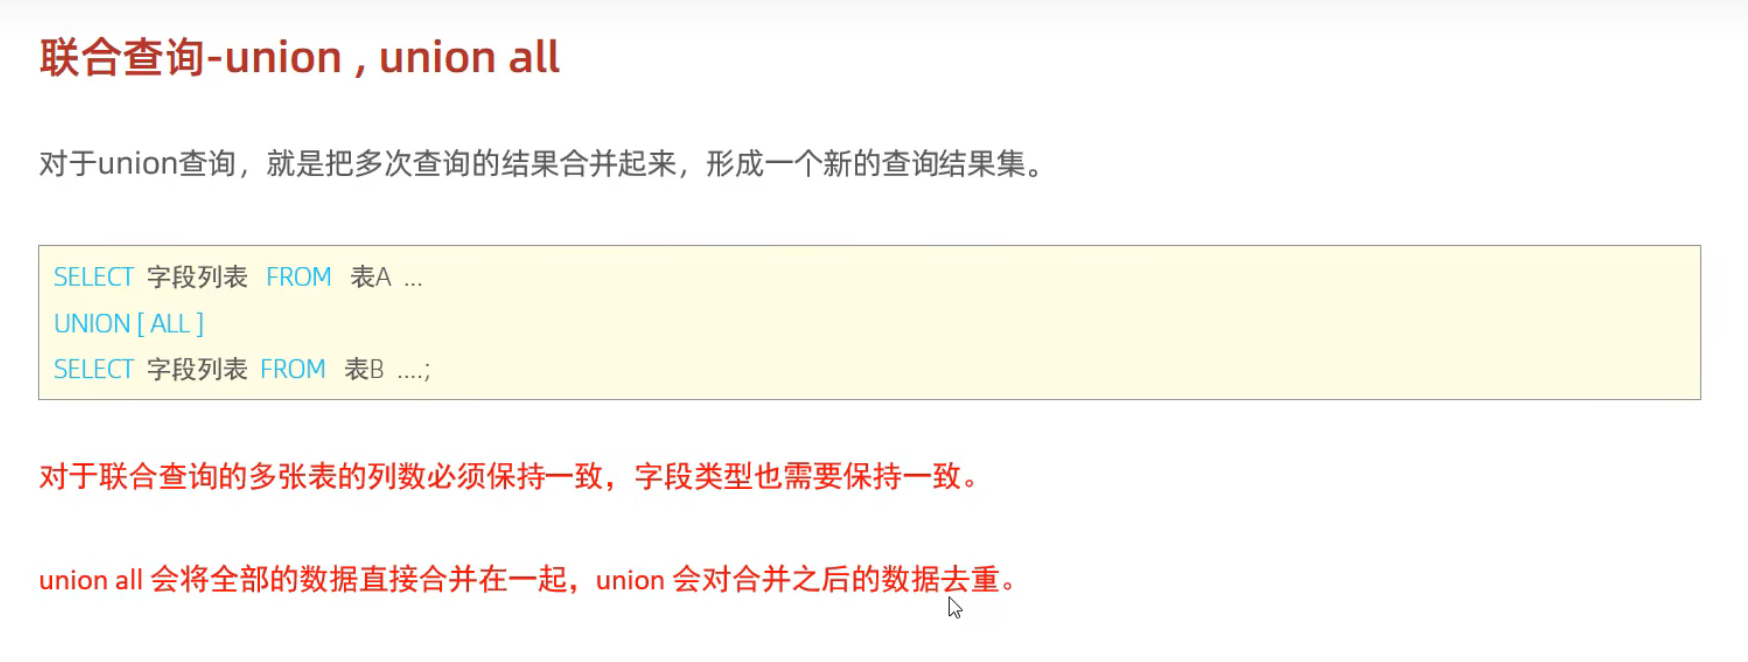 联合查询-union , union all
对于union查询，就是把多次查询的结果合并起来，形成一个新的查询结果集。
SELECT 字段列表 FROM 表A ...
UNION [ ALL ]
SELECT 字段列表 FROM 表B ....;
对于联合查询的多张表的列数必须保持一致，字段类型也需要保持一致。
union all 会将全部的数据直接合并在一起，union 会对合并之后的数据去重。